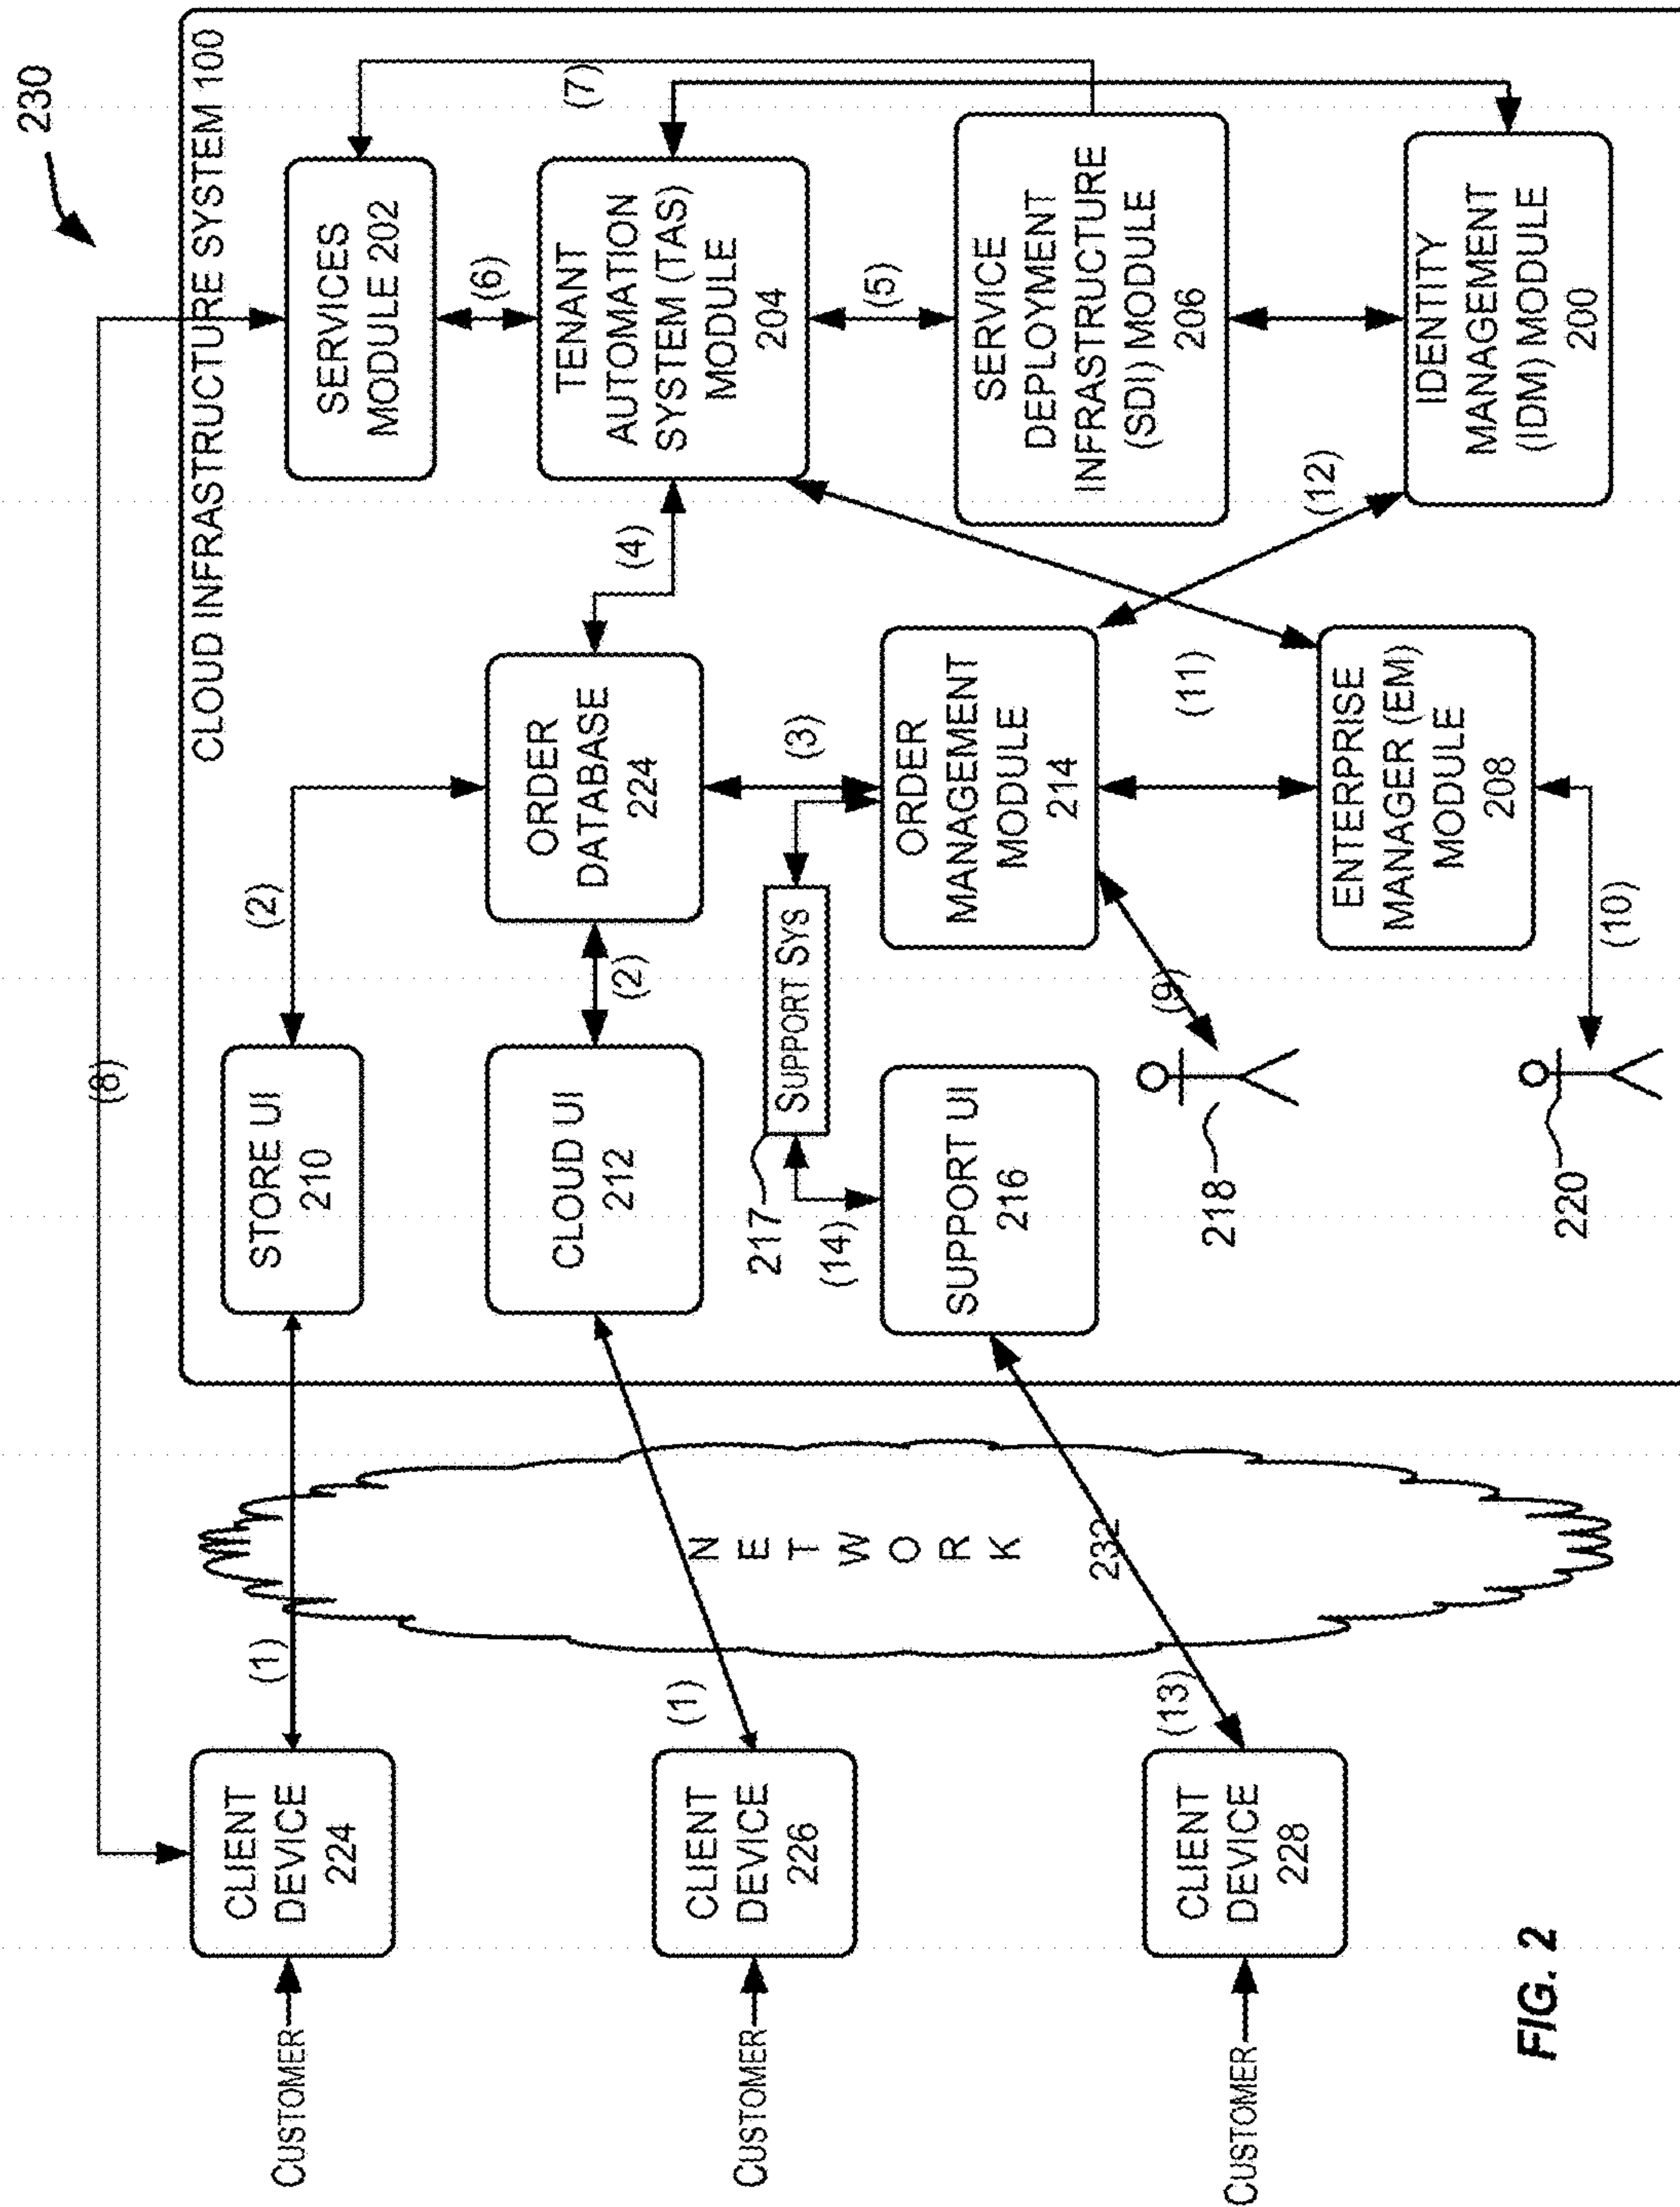 230
CLOUD INFRASTRUCTURE SYSTEM 100
(8)
CUSTOMER
CLIENT
DEVICE
224
(1)
STORE UI
210
(2)
SERVICES
MODULE 202
(7)
(6)
CUSTOMER
CLIENT
DEVICE
226
(1)
CLOUD UI
212
(2)
ORDER
DATABASE
224
(4)
TENANT
AUTOMATION
SYSTEM (TAS)
MODULE
204
NETWORK
232
217
SUPPORT SYS
(3)
(5)
(14)
SUPPORT UI
216
ORDER
MANAGEMENT
MODULE
214
SERVICE
DEPLOYMENT
INFRASTRUCTURE
(SDI) MODULE
206
CUSTOMER
CLIENT
DEVICE
228
(13)
218
(9)
(11)
(12)
220
(10)
ENTERPRISE
MANAGER (EM)
MODULE
208
IDENTITY
MANAGEMENT
(IDM) MODULE
200
FIG. 2